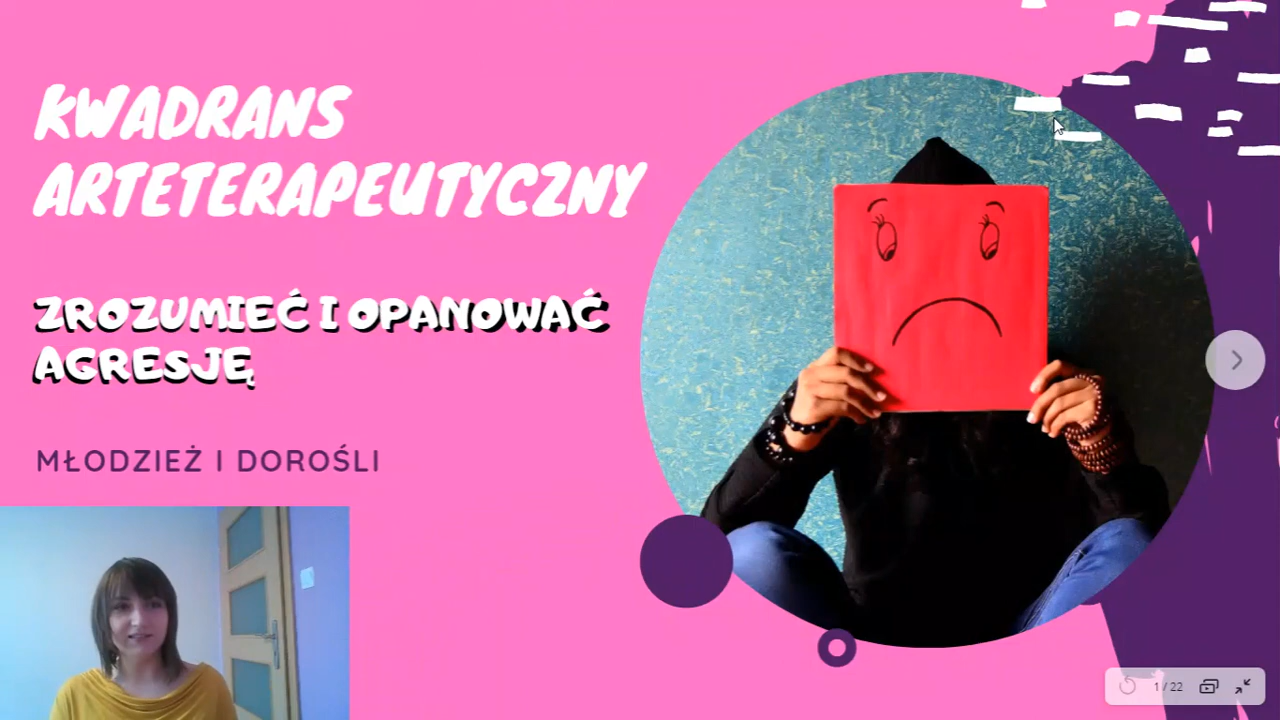 KWADRANS
ARTETERAPEUTYCZNY
ZROZUMIEĆ I OPANOWAĆ
AGRESJĘ
MŁODZIEŻ I DOROŚLI
1 / 22